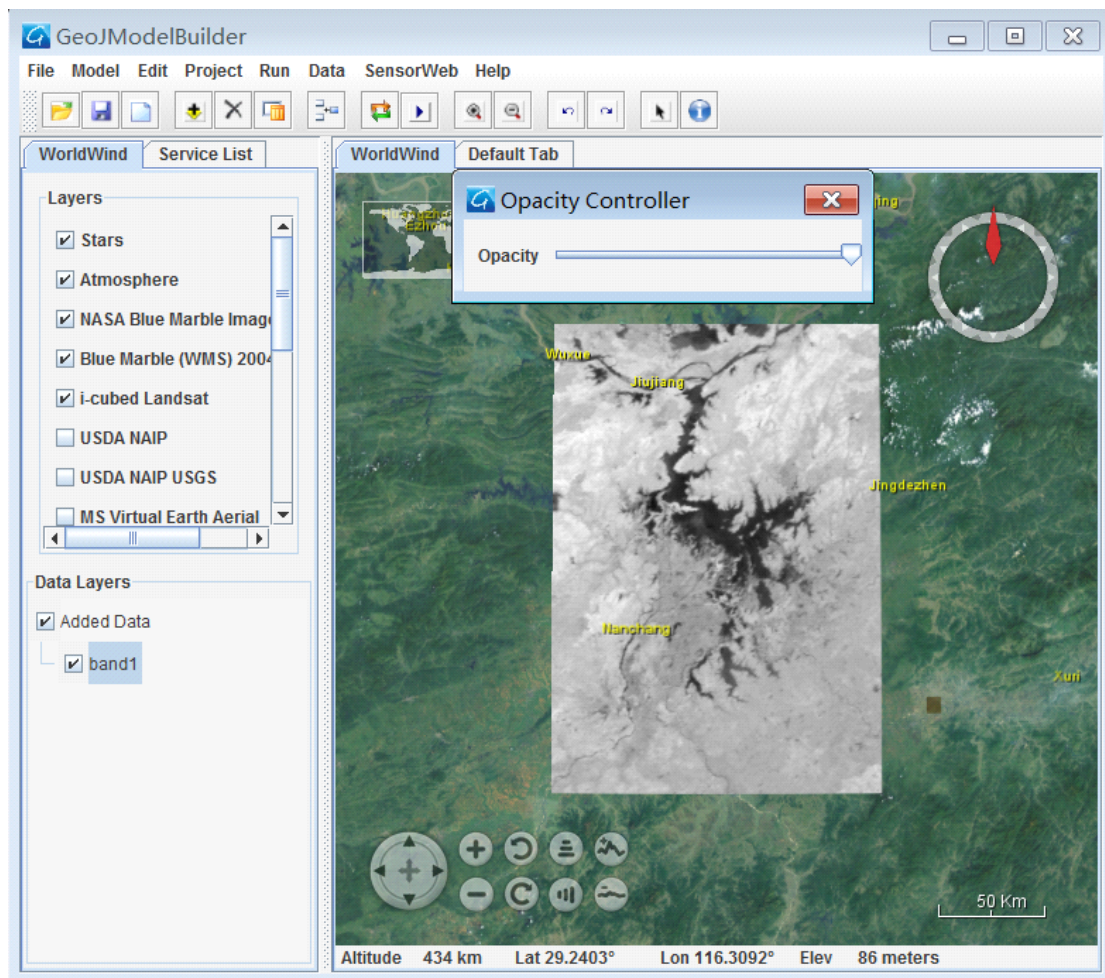 GeoJModelBuilder
File Model Edit Project Run Data SensorWeb Help
WorldWind Service List
WorldWind Default Tab
Layers
Stars
Atmosphere
NASA Blue Marble Imag
Blue Marble (WMS) 2004
i-cubed Landsat
USDA NAIP
USDA NAIP USGS
MS Virtual Earth Aerial
Data Layers
Added Data
band1
Opacity Controller
Opacity
Ezhou
Wuxue
Jiujiang
Jingdezhen
Nanchang
Xuri
50 Km
Altitude 434 km Lat 29.2403° Lon 116.3092° Elev 86 meters